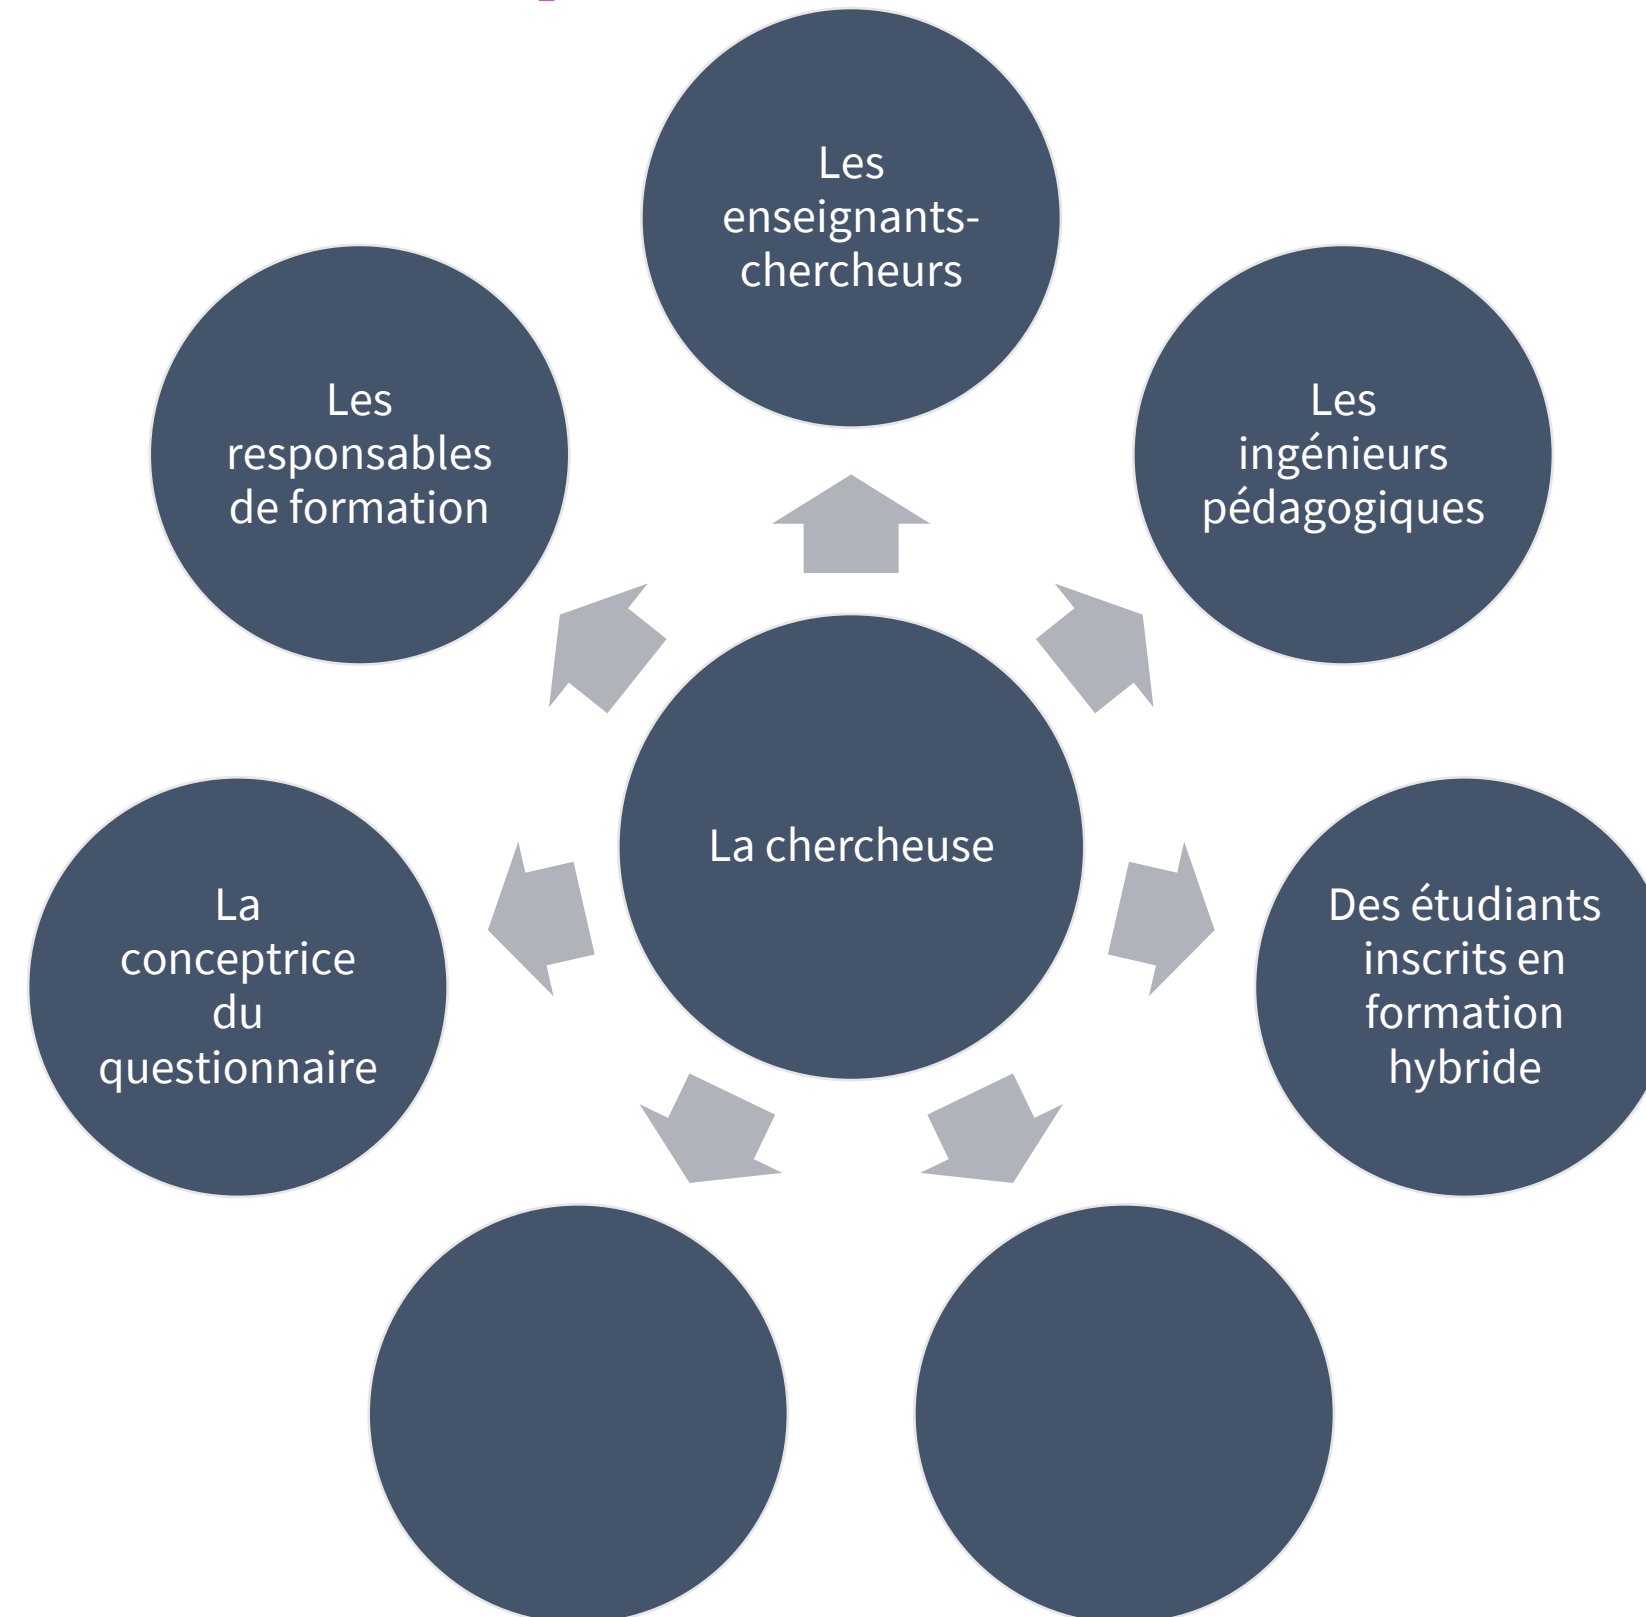 Les
enseignants-
chercheurs
Les
responsables
de formation
Les
ingénieurs
pédagogiques
La chercheuse
La
conceptrice
du
questionnaire
Des étudiants
inscrits en
formation
hybride